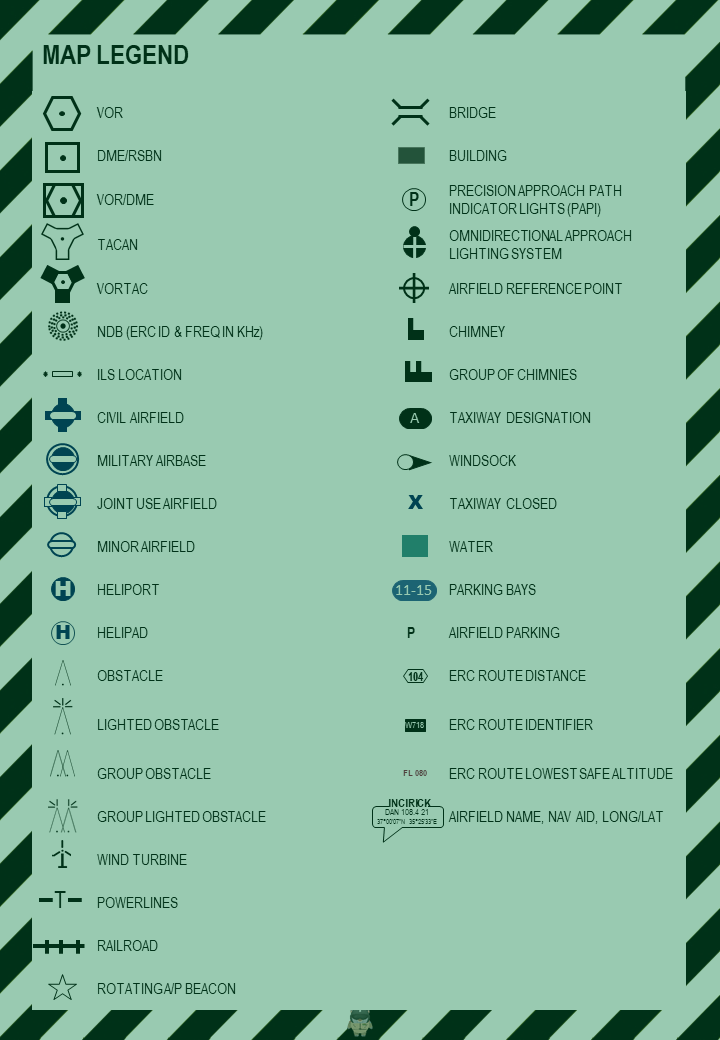 MAP LEGEND
VOR
DME/RSBN
VOR/DME
TACAN
VORTAC
NDB (ERC ID & FREQ IN KHz)
ILS LOCATION
CIVIL AIRFIELD
MILITARY AIRBASE
JOINT USE AIRFIELD
MINOR AIRFIELD
H HELIPORT
H HELIPAD
OBSTACLE
LIGHTED OBSTACLE
GROUP OBSTACLE
GROUP LIGHTED OBSTACLE
WIND TURBINE
T POWERLINES
RAILROAD
ROTATING A/P BEACON
BRIDGE
BUILDING
P PRECISION APPROACH PATH
INDICATOR LIGHTS (PAPI)
OMNIDIRECTIONAL APPROACH
LIGHTING SYSTEM
AIRFIELD REFERENCE POINT
CHIMNEY
GROUP OF CHIMNIES
A TAXIWAY DESIGNATION
WINDSOCK
X TAXIWAY CLOSED
WATER
11-15 PARKING BAYS
P AIRFIELD PARKING
104 ERC ROUTE DISTANCE
W718 ERC ROUTE IDENTIFIER
FL 080 ERC ROUTE LOWEST SAFE ALTITUDE
INCIRICK
DAN 108.4 21
37°00'07"N 35°25'33"E
AIRFIELD NAME, NAV AID, LONG/LAT